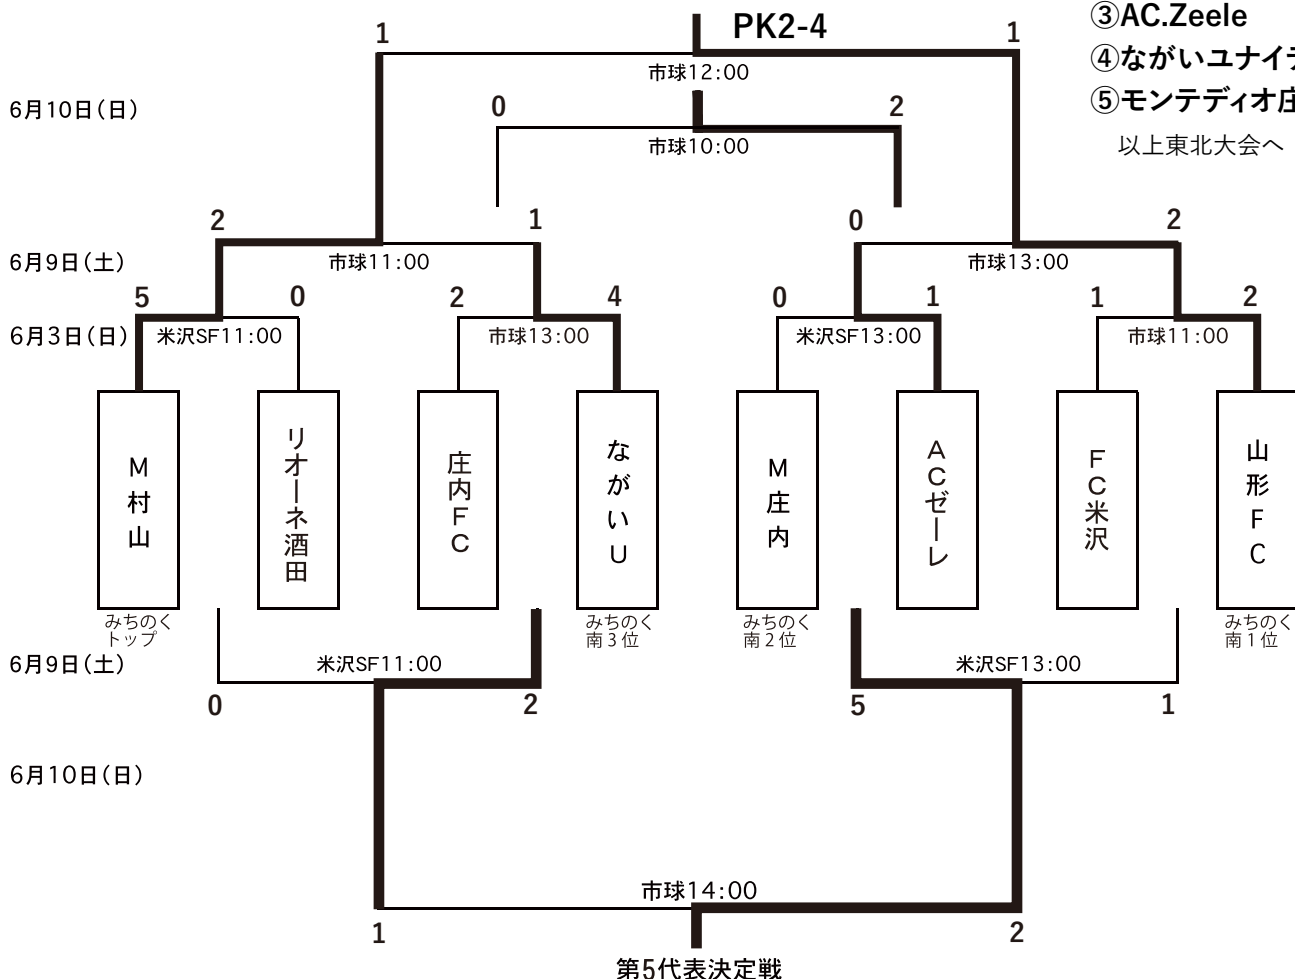 1
PK2-4
1
③AC.Zeele
市球12:00
④ながいユナイ
6月10日(日)
0
2
⑤モンテディオ庄
市球10:00
以上東北大会へ
2
1
0
2
6月9日(土)
市球11:00
市球13:00
5
0
2
4
0
1
1
2
6月3日(日)
米沢SF11:00
市球13:00
米沢SF13:00
市球11:00
M村山
リオーネ酒田
庄内FC
ながいU
M庄内
ACゼーレ
FC米沢
山形FC
みちのく
トップ
みちのく
南3位
みちのく
南2位
みちのく
南1位
6月9日(土)
米沢SF11:00
米沢SF13:00
0
2
5
1
6月10日(日)
市球14:00
1
2
第5代表決定戦